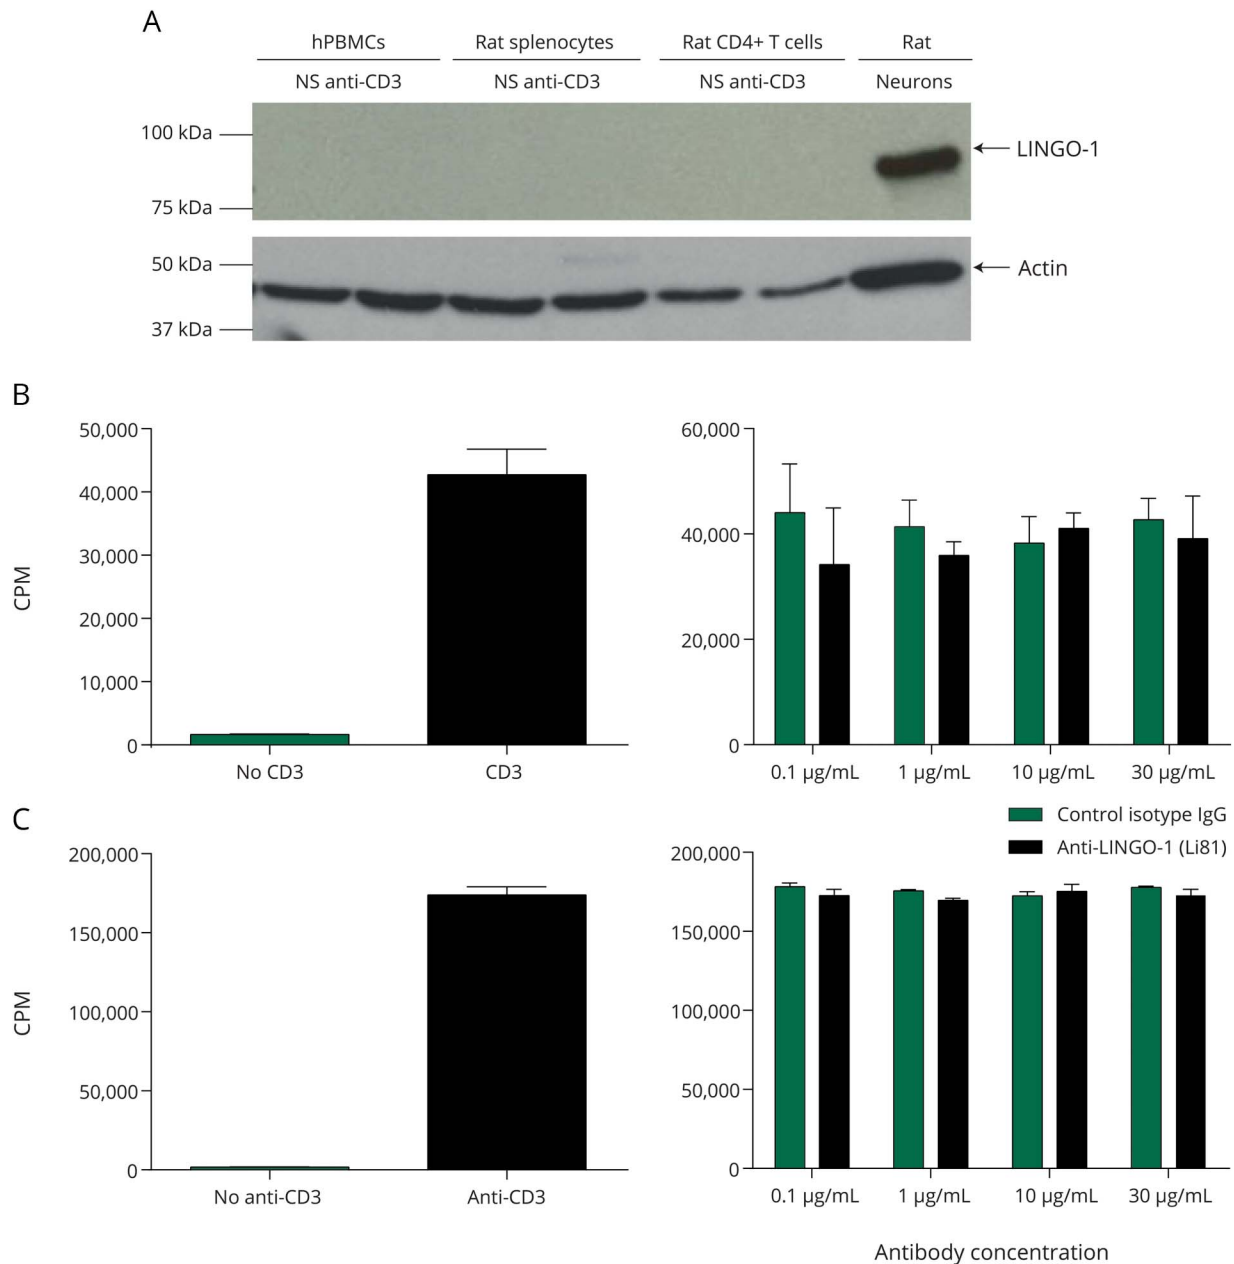 A
hPBMCs Rat splenocytes Rat CD4+ T cells Rat
NS anti-CD3 NS anti-CD3 NS anti-CD3 Neurons
100 kDa
LINGO-1
75 kDa
50 kDa
Actin
37 kDa
B
CPM
50,000
40,000
30,000
20,000
10,000
0
No CD3 CD3
60,000
40,000
20,000
0
0.1 µg/mL 1 µg/mL 10 µg/mL 30 µg/mL
Control isotype IgG
Anti-LINGO-1 (Li81)
C
CPM
200,000
150,000
100,000
50,000
0
No anti-CD3 Anti-CD3
200,000
150,000
100,000
50,000
0
0.1 µg/mL 1 µg/mL 10 µg/mL 30 µg/mL
Antibody concentration